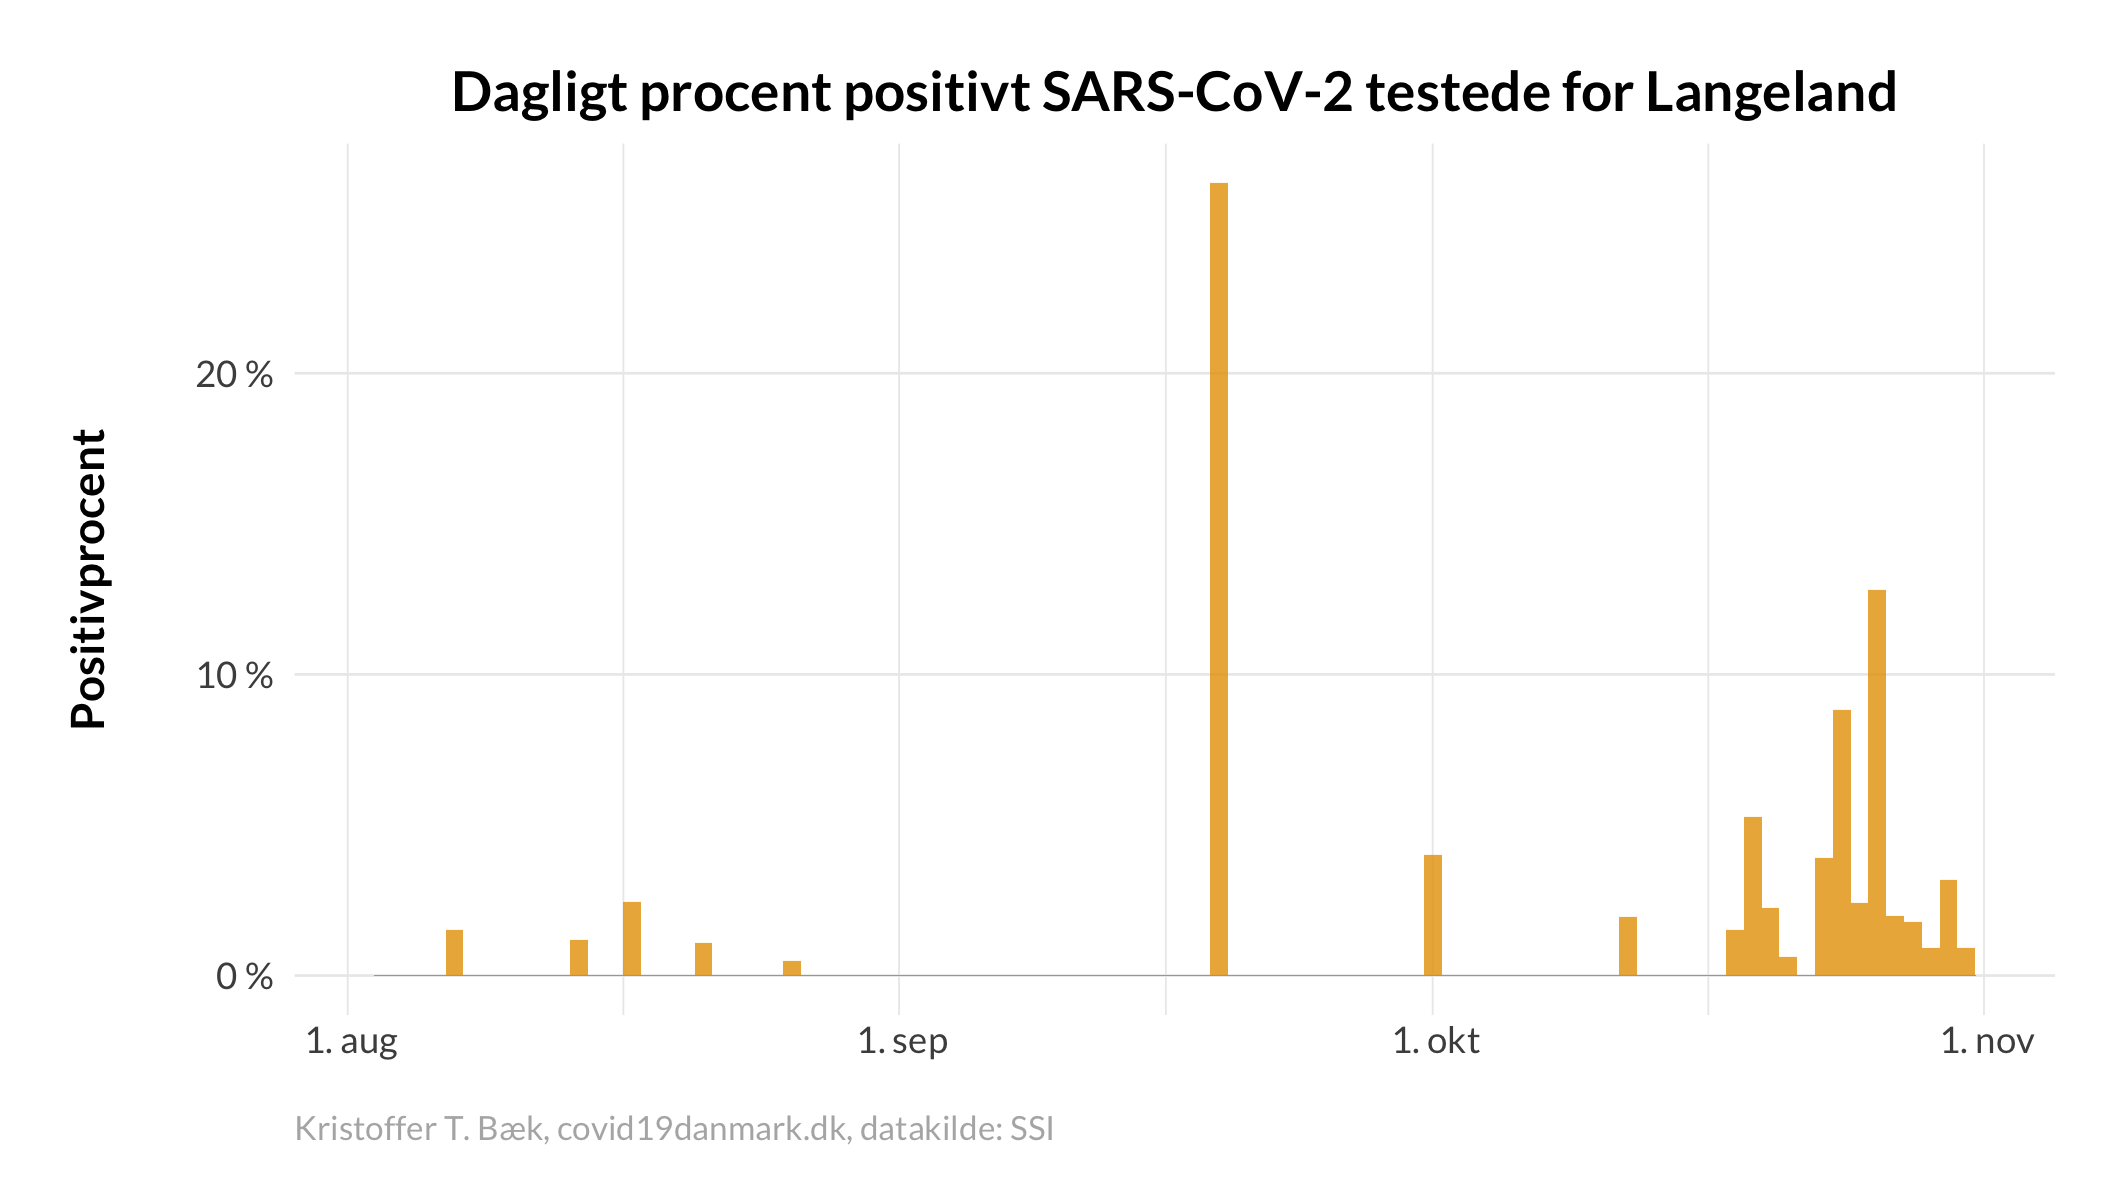 Dagligt procent positivt SARS-CoV-2 testede for Langeland
Positivprocent
20 %
10 %
0 %
1. aug
1. sep
1. okt
1. nov
Kristoffer T. Bæk, covid19danmark.dk, datakilde: SSI